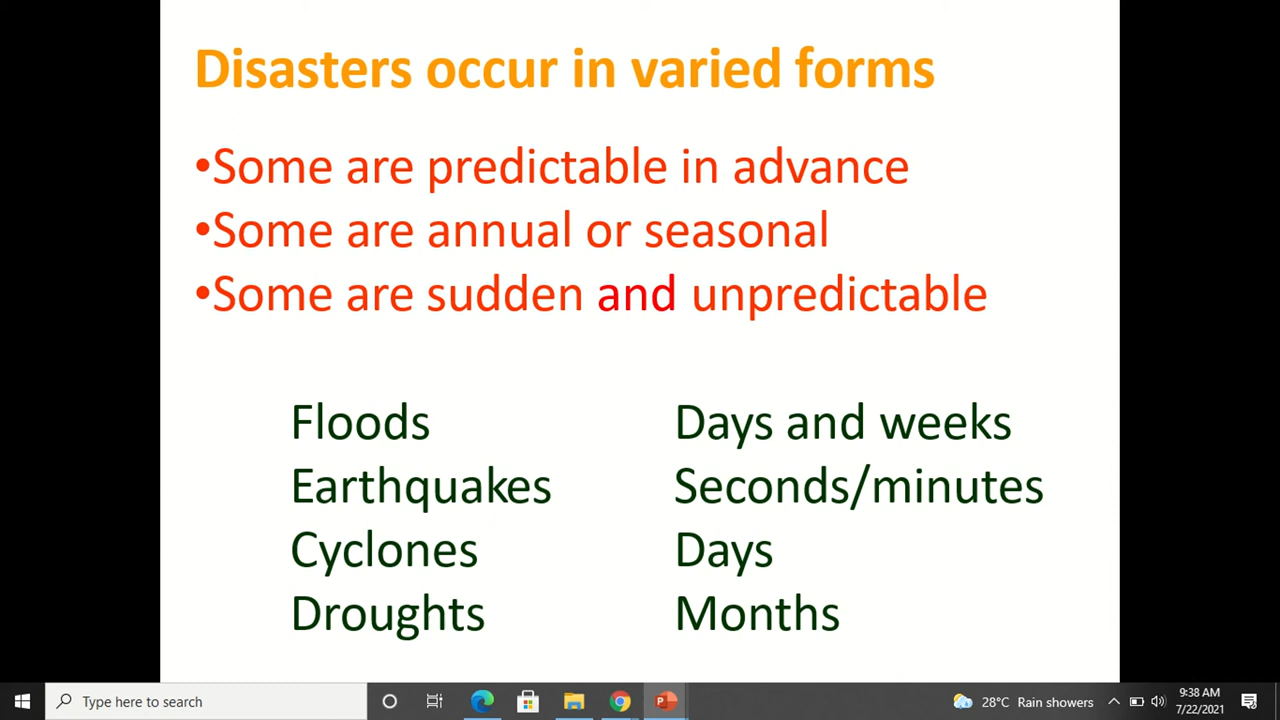 Disasters occur in varied forms
•Some are predictable in advance
•Some are annual or seasonal
•Some are sudden and unpredictable
Floods Days and weeks
Earthquakes Seconds/minutes
Cyclones Days
Droughts Months
Type here to search 28°C Rain showers 9:38 AM
7/22/2021